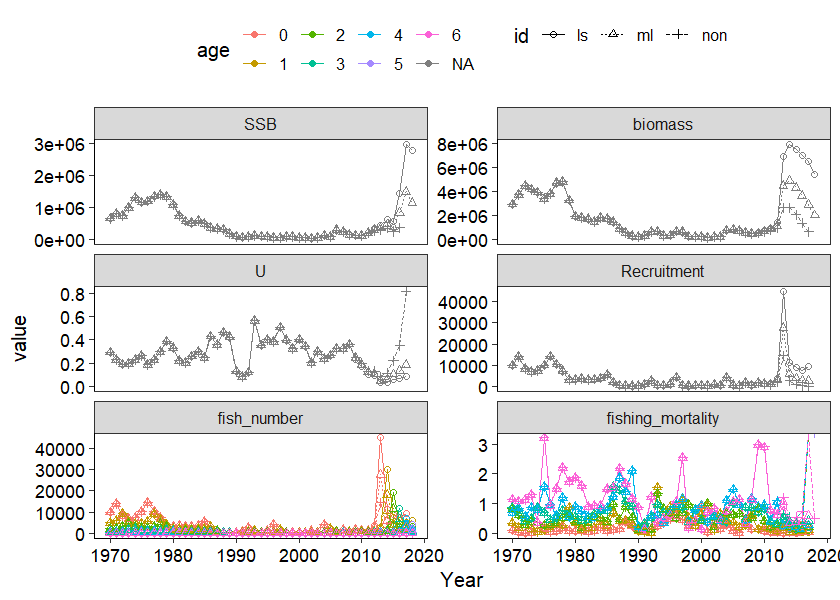 age 0 2 4 6 id ls ml non
1 3 5 NA
SSB biomass
3e+06 8e+06
2e+06 6e+06
4e+06
1e+06 2e+06
0e+00 0e+00
U Recruitment
0.8 40000
0.6 30000
0.4 20000
0.2 10000
0.0 0
value
fish_number fishing_mortality
40000 3
30000 2
20000
10000 1
0 0
1970 1980 1990 2000 2010 2020 1970 1980 1990 2000 2010 2020
Year